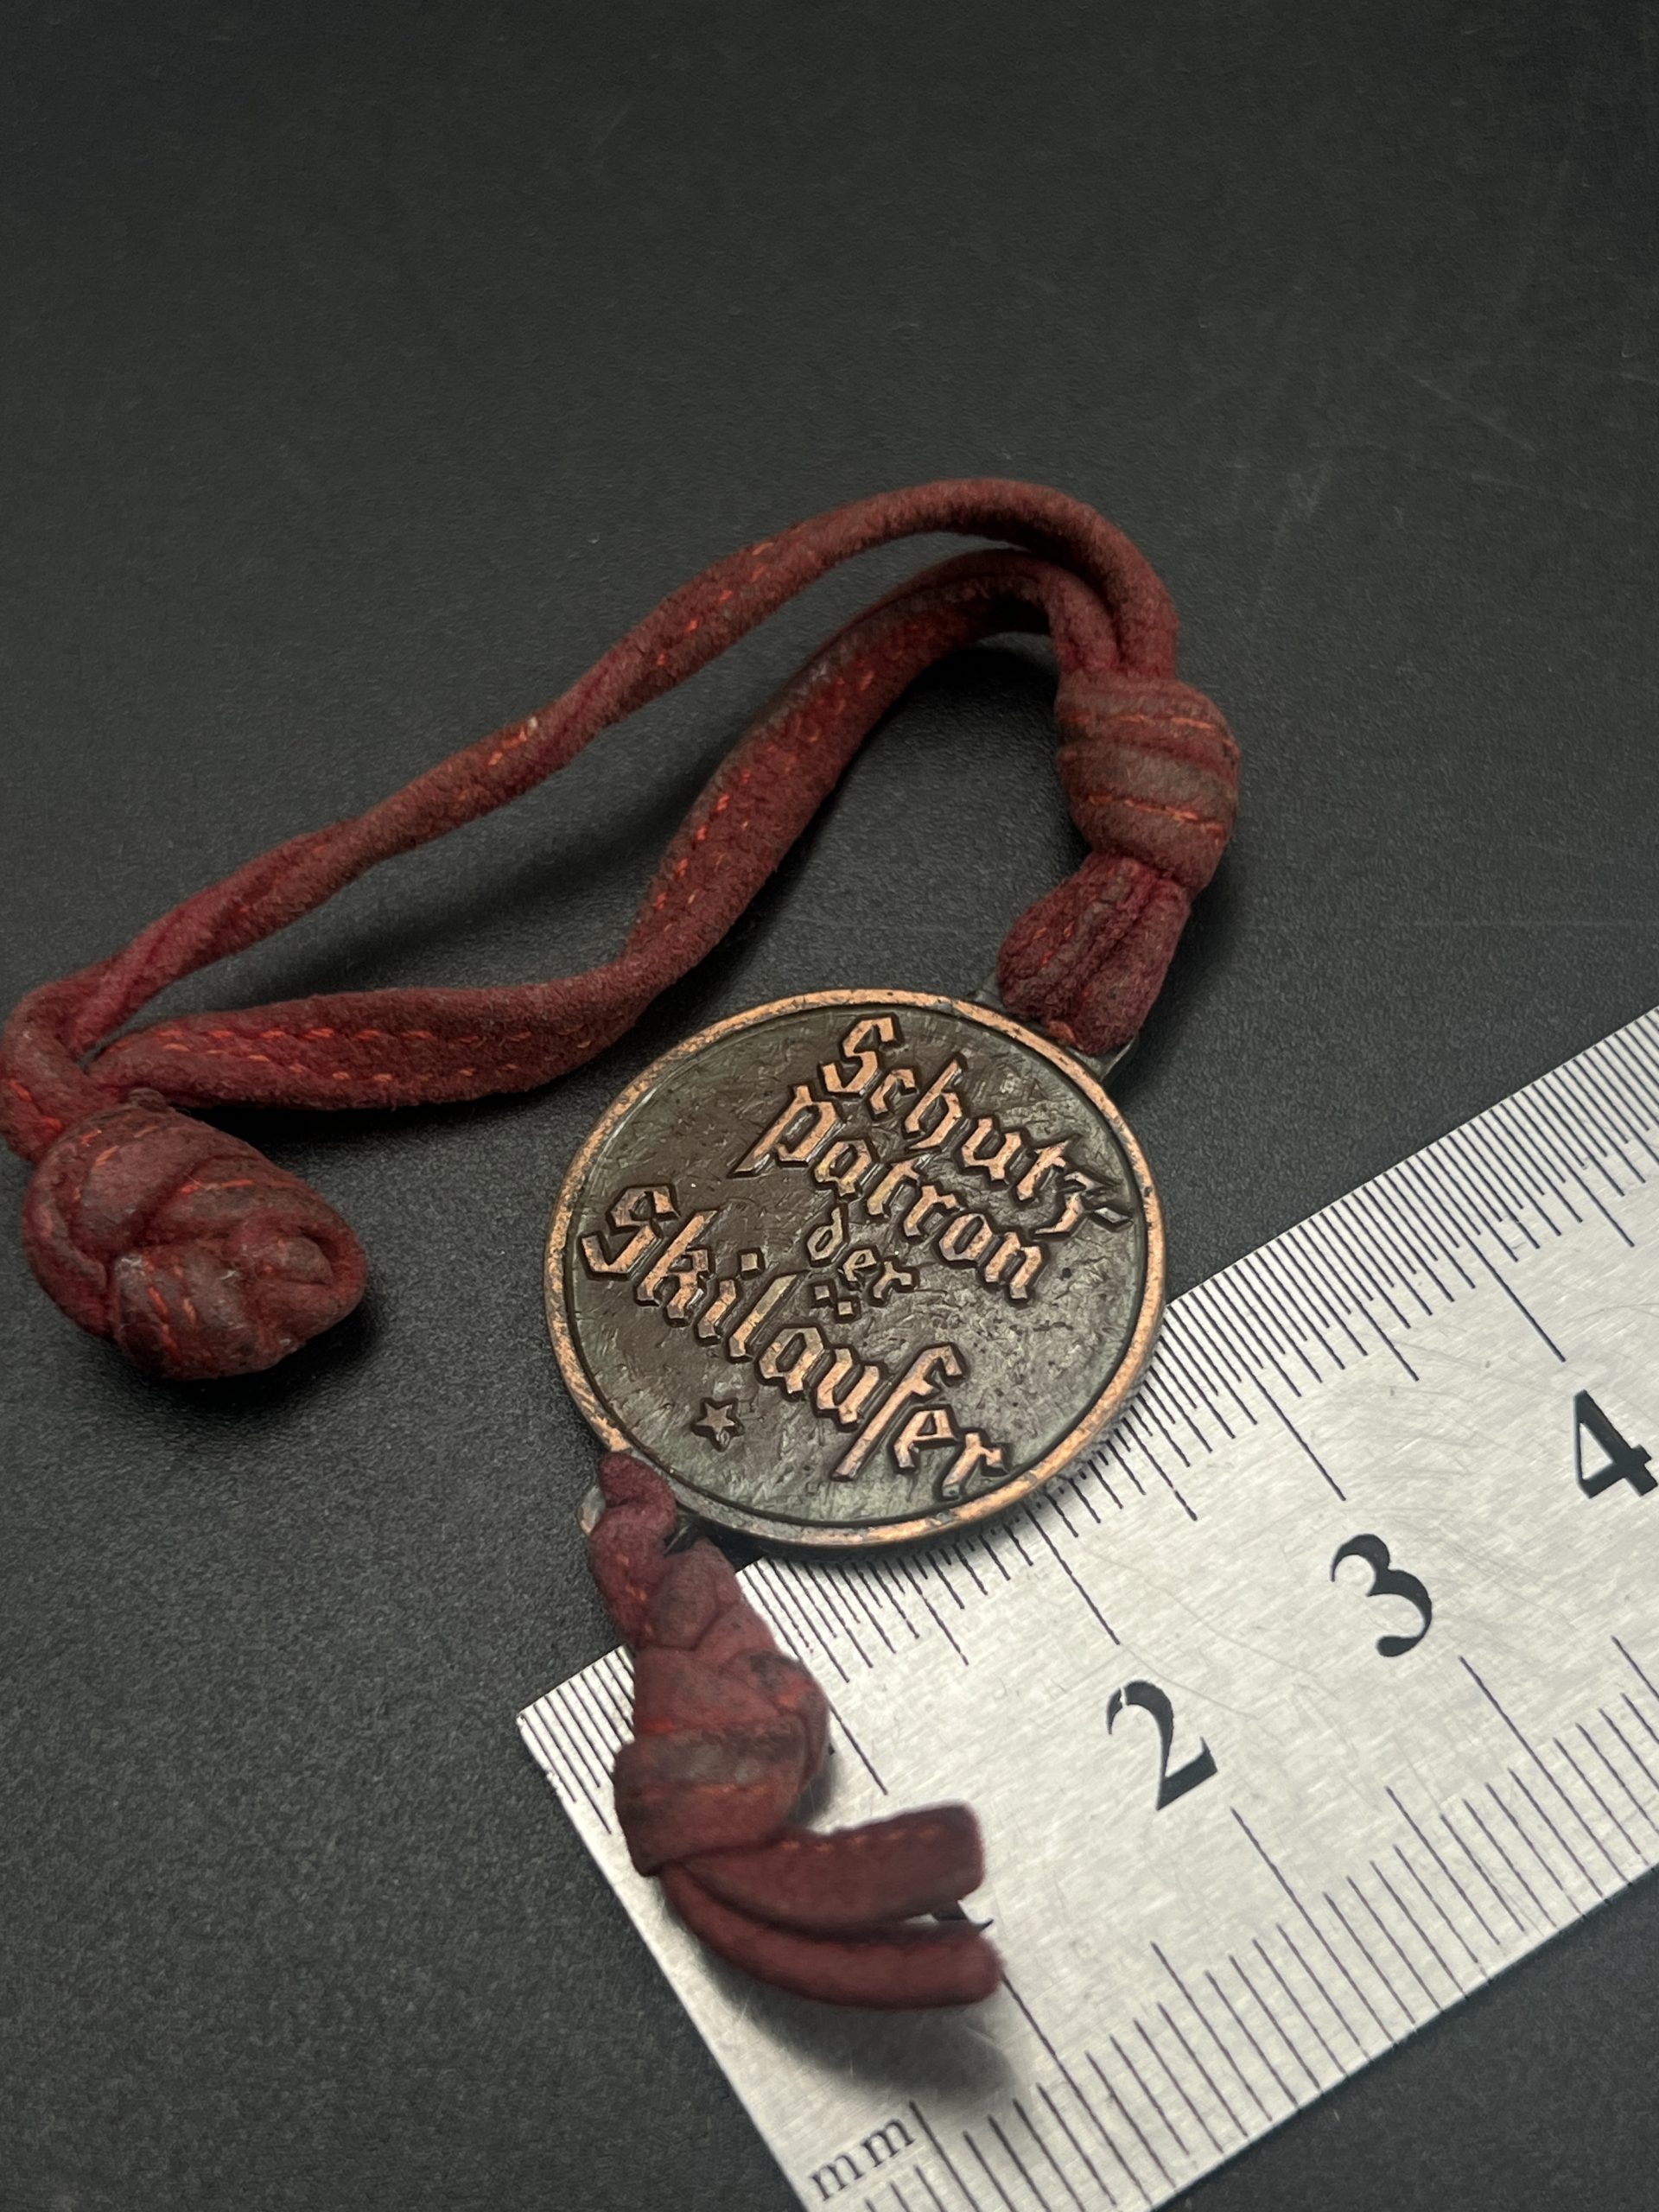 Schutz
patron
der
Skiläufer
2
3
4
mm